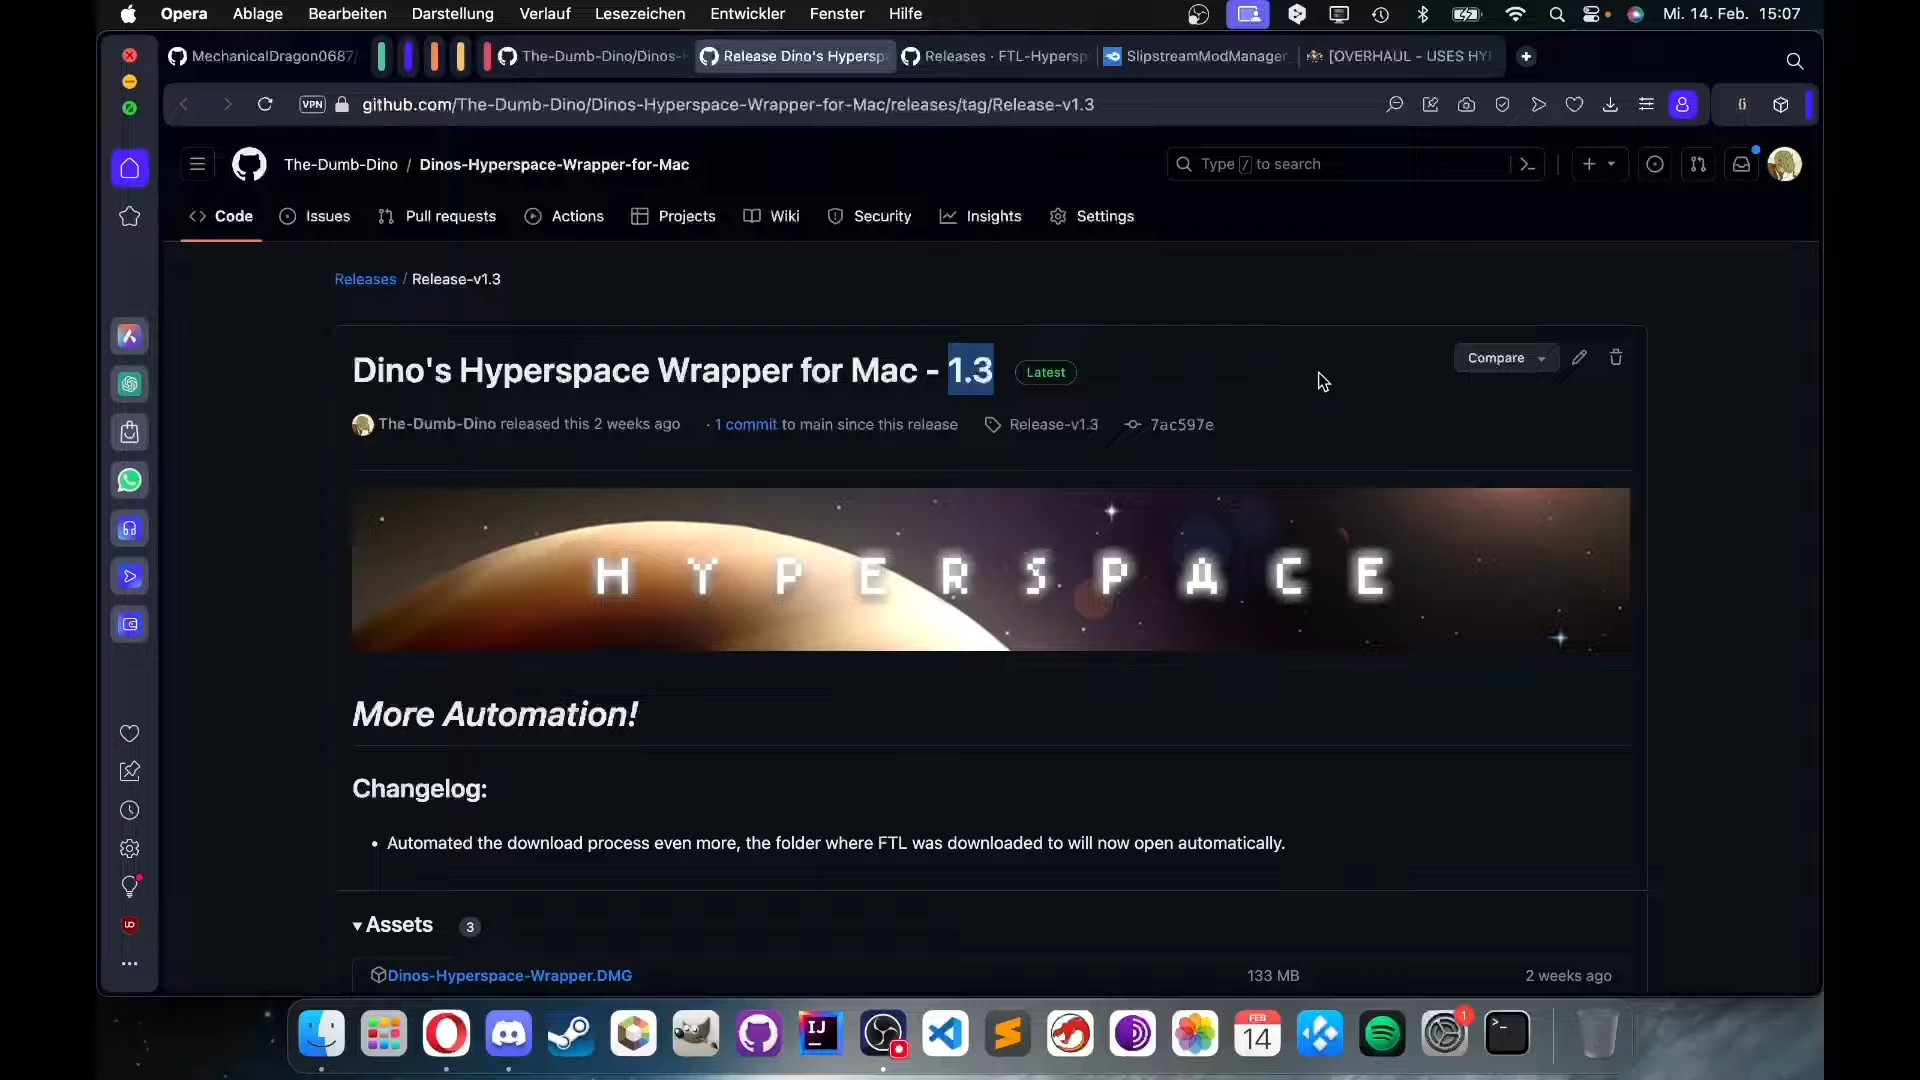 Opera Ablage Bearbeiten Darstellung Verlauf Lesezeichen Entwickler Fenster Hilfe Mi. 14. Feb. 15:07
MechanicalDragon0687/ The-Dumb-Dino/Dinos- Release Dino's Hypersp Releases · FTL-Hypersp SlipstreamModManager [OVERHAUL - USES HY
VPN github.com/The-Dumb-Dino/Dinos-Hyperspace-Wrapper-for-Mac/releases/tag/Release-v1.3
The-Dumb-Dino / Dinos-Hyperspace-Wrapper-for-Mac Type / to search
Code Issues Pull requests Actions Projects Wiki Security Insights Settings
Releases / Release-v1.3
Dino's Hyperspace Wrapper for Mac - 1.3 Latest Compare
The-Dumb-Dino released this 2 weeks ago · 1 commit to main since this release Release-v1.3 7ac597e
HYPERSPACE
More Automation!
Changelog:
• Automated the download process even more, the folder where FTL was downloaded to will now open automatically.
Assets 3
Dinos-Hyperspace-Wrapper.DMG 133 MB 2 weeks ago
IJ FEB 14 1